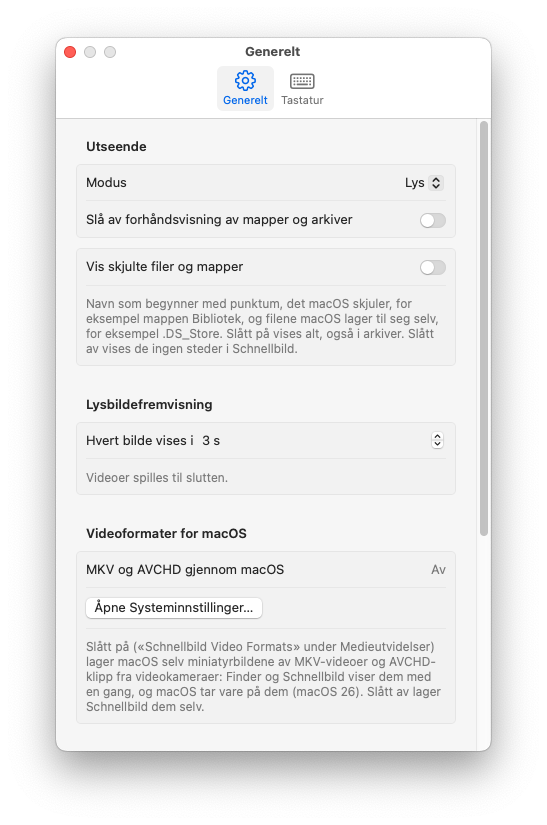 Generelt
Generelt
Tastatur
Utseende
Modus
Lys
Slå av forhåndsvisning av mapper og arkiver
Vis skjulte filer og mapper
Navn som begynner med punktum, det macOS skjuler, for
eksempel mappen Bibliotek, og filene macOS lager til seg selv,
for eksempel .DS_Store. Slått på vises alt, også i arkiver. Slått
av vises de ingen steder i Schnellbild.
Lysbildefremvisning
Hvert bilde vises i 3 s
Videoer spilles til slutten.
Videoformater for macOS
MKV og AVCHD gjennom macOS
Av
Åpne Systeminnstillinger...
Slått på («Schnellbild Video Formats» under Medieutvidelser)
lager macOS selv miniatyrbildene av MKV-videoer og AVCHD-
klipp fra videokameraer: Finder og Schnellbild viser dem med
en gang, og macOS tar vare på dem (macOS 26). Slått av lager
Schnellbild dem selv.